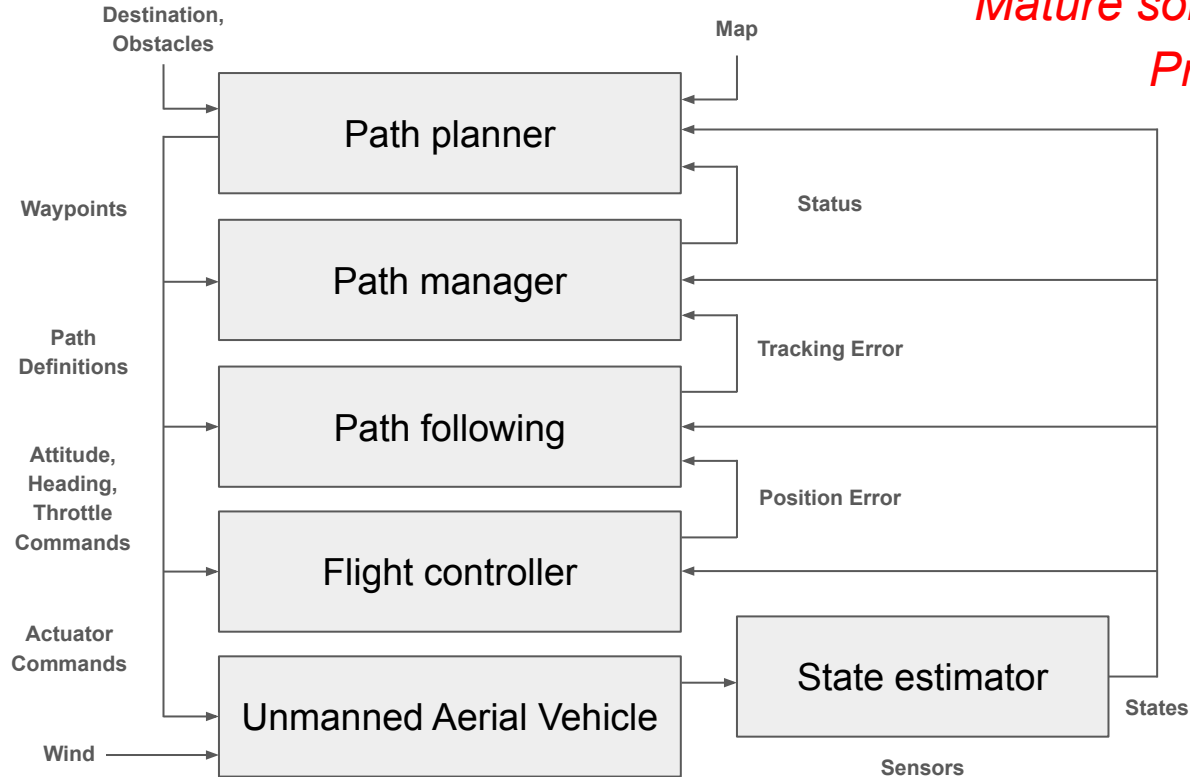 Destination,
Obstacles
Map
Mature
Path planner
Waypoints
Status
Path manager
Path
Definitions
Tracking Error
Path following
Attitude,
Heading,
Throttle
Commands
Position Error
Flight controller
Actuator
Commands
State estimator
Unmanned Aerial Vehicle
States
Wind
Sensors